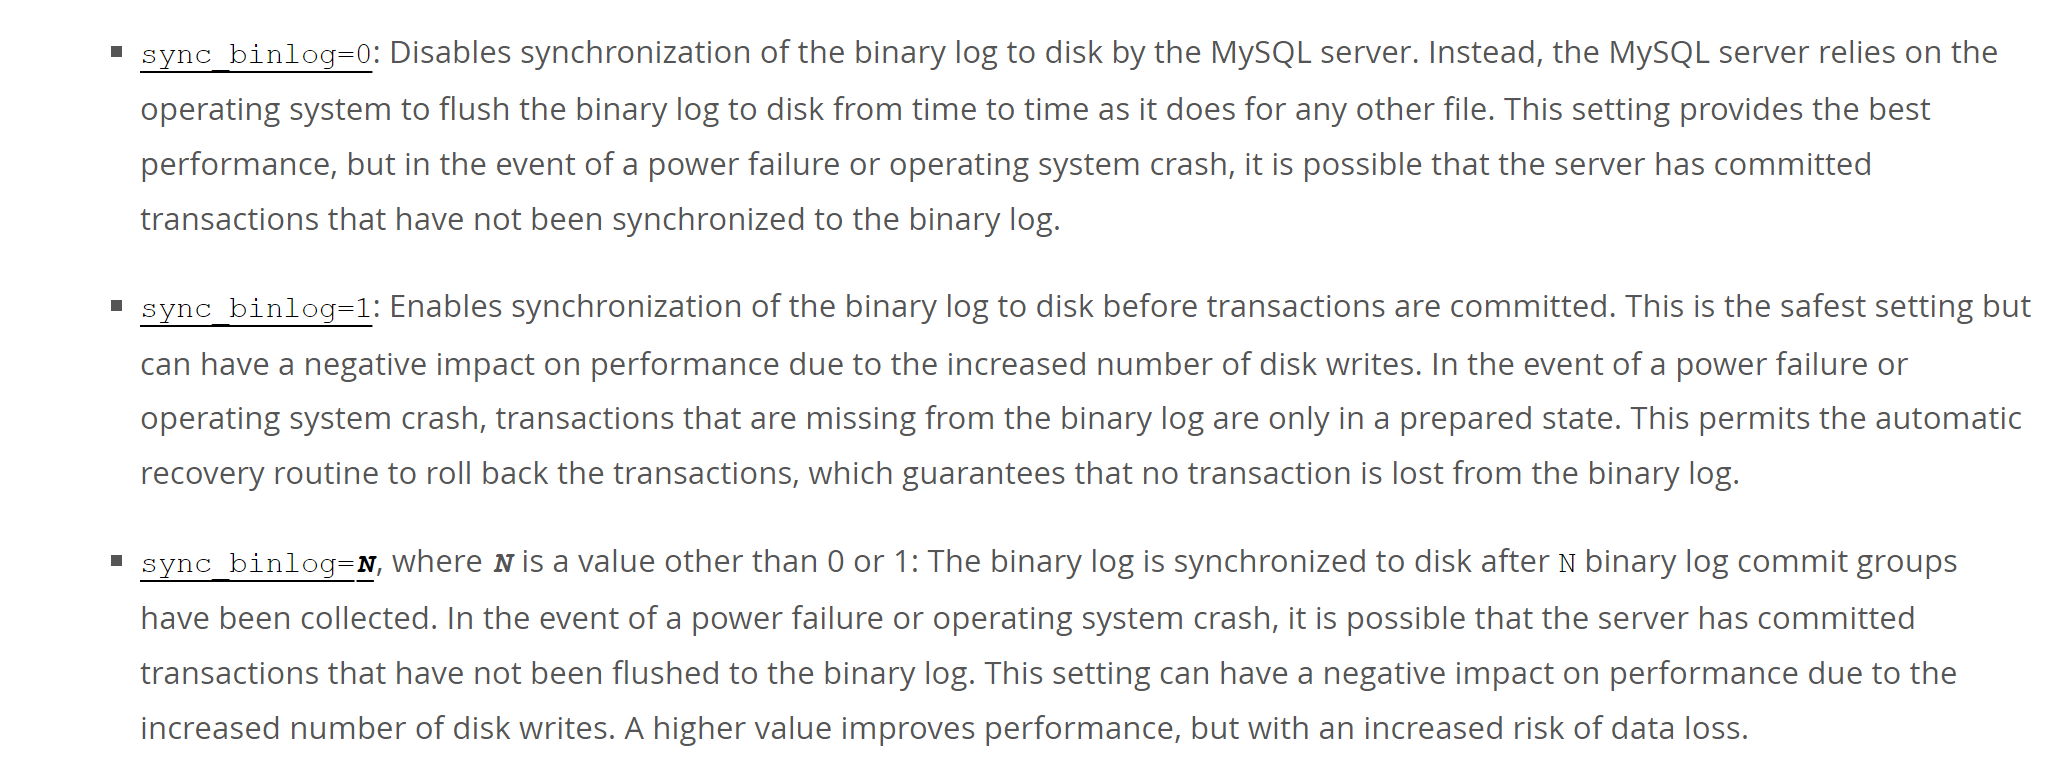 ▪ sync_binlog=0: Disables synchronization of the binary log to disk by the MySQL server. Instead, the MySQL server relies on the
operating system to flush the binary log to disk from time to time as it does for any other file. This setting provides the best
performance, but in the event of a power failure or operating system crash, it is possible that the server has committed
transactions that have not been synchronized to the binary log.
▪ sync_binlog=1: Enables synchronization of the binary log to disk before transactions are committed. This is the safest setting but
can have a negative impact on performance due to the increased number of disk writes. In the event of a power failure or
operating system crash, transactions that are missing from the binary log are only in a prepared state. This permits the automatic
recovery routine to roll back the transactions, which guarantees that no transaction is lost from the binary log.
▪ sync_binlog=N, where N is a value other than 0 or 1: The binary log is synchronized to disk after N binary log commit groups
have been collected. In the event of a power failure or operating system crash, it is possible that the server has committed
transactions that have not been flushed to the binary log. This setting can have a negative impact on performance due to the
increased number of disk writes. A higher value improves performance, but with an increased risk of data loss.